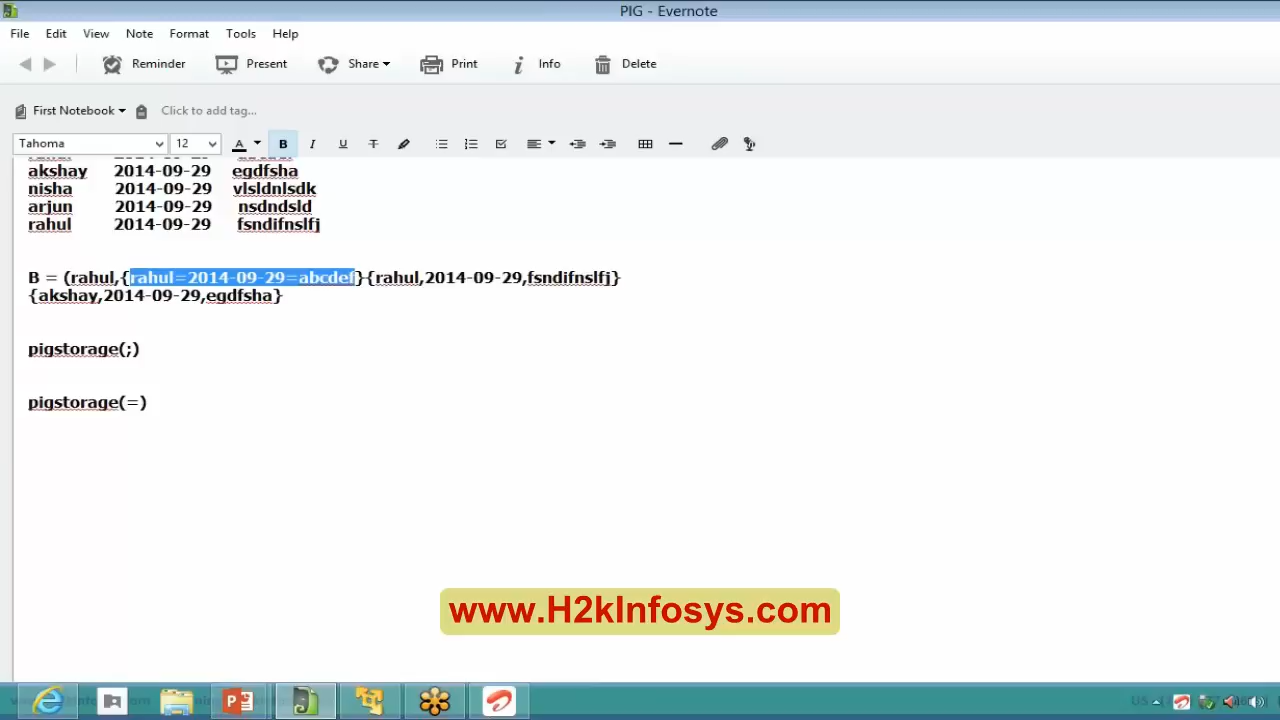 PIG - Evernote
File Edit View Note Format Tools Help
Reminder Present Share Print Info Delete
First Notebook Click to add tag...
Tahoma 12 A B I U T
akshay 2014-09-29 egdfsha
nisha 2014-09-29 vlsldnlsdk
arjun 2014-09-29 nsdndsld
rahul 2014-09-29 fsndifnslfj
B = (rahul,{rahul=2014-09-29=abcdef}{rahul,2014-09-29,fsndifnslfj}
{akshay,2014-09-29,egdfsha}
pigstorage(;)
pigstorage(=)
www.H2kInfosys.com